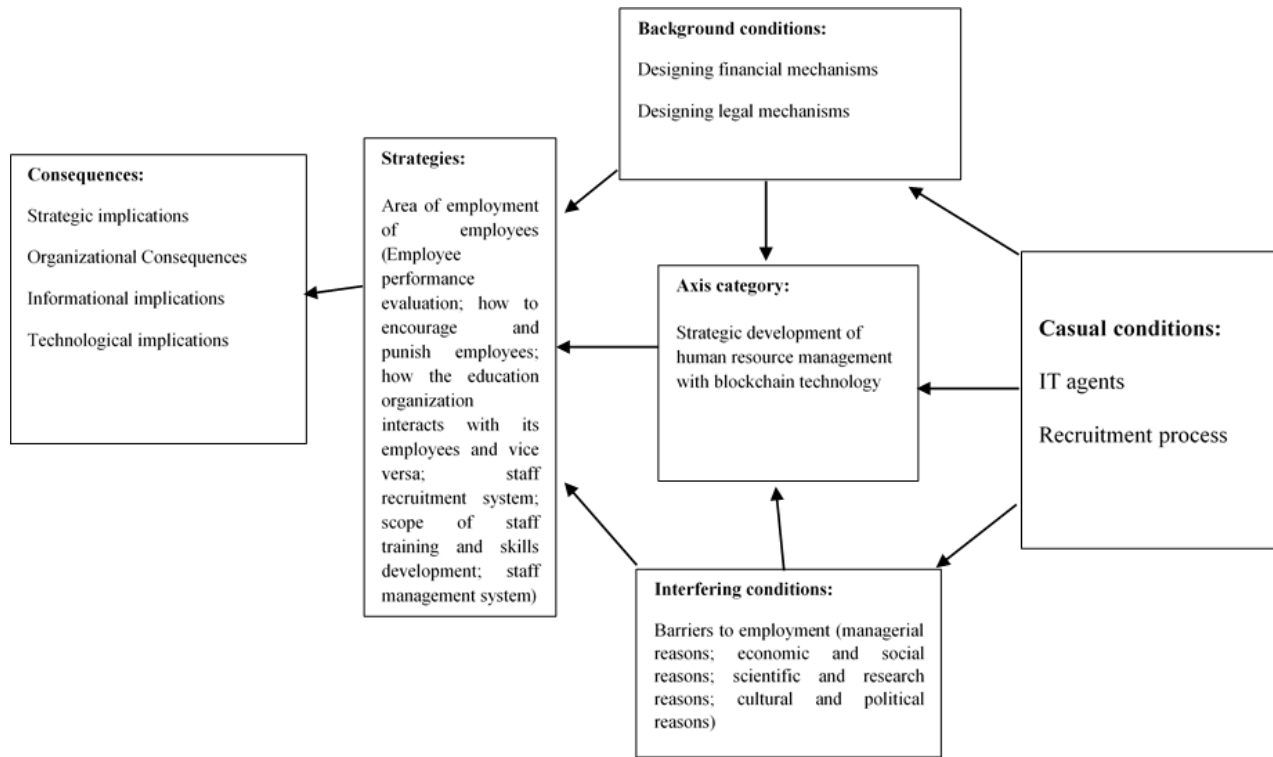 Background conditions:
Designing financial mechanisms
Designing legal mechanisms
Strategies:
Area of employment
of employees
(Employee
performance
evaluation; how to
encourage and
punish employees;
how the education
organization
interacts with its
employees and vice
versa; staff
recruitment system;
scope of staff
training and skills
development; staff
management system)
Consequences:
Strategic implications
Organizational Consequences
Informational implications
Technological implications
Axis category:
Strategic development of
human resource management
with blockchain technology
Casual conditions:
IT agents
Recruitment process
Interfering conditions:
Barriers to employment (managerial
reasons; economic and social
reasons; scientific and research
reasons; cultural and political
reasons)